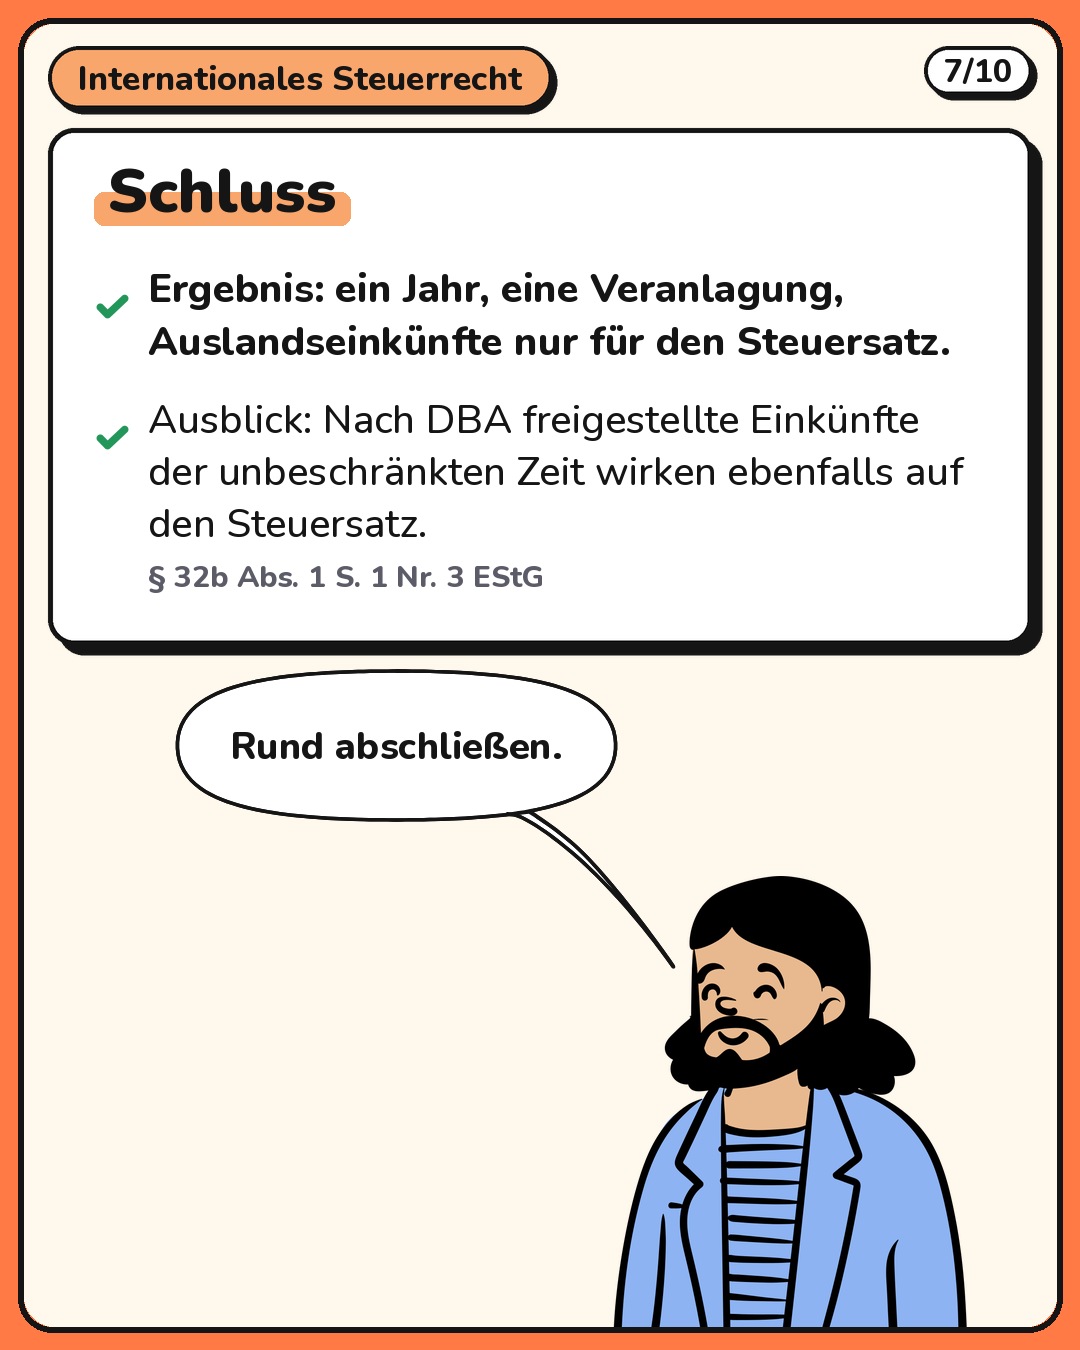 Internationales Steuerrecht
7/10
Schluss
Ergebnis: ein Jahr, eine Veranlagung,
Auslandseinkünfte nur für den Steuersatz.
Ausblick: Nach DBA freigestellte Einkünfte
der unbeschränkten Zeit wirken ebenfalls auf
den Steuersatz.
§ 32b Abs. 1 S. 1 Nr. 3 EStG
Rund abschließen.